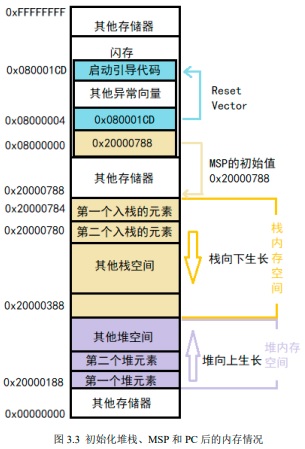 0xFFFFFFFF
其他存储器
闪存
0x080001CD
启动引导代码
其他异常向量
Reset
Vector
0x08000004
0x080001CD
0x08000000
0x20000788
其他存储器
MSP的初始值
0x20000788
0x20000788
0x20000784
第一个入栈的元素
0x20000780
第二个入栈的元素
其他栈空间
栈向下生长
栈内存空间
0x20000388
其他堆空间
第二个堆元素
堆向上生长
堆内存
空间
0x20000188
第一个堆元素
其他存储器
0x00000000
图 3.3 初始化堆栈、MSP 和 PC 后的内存情况